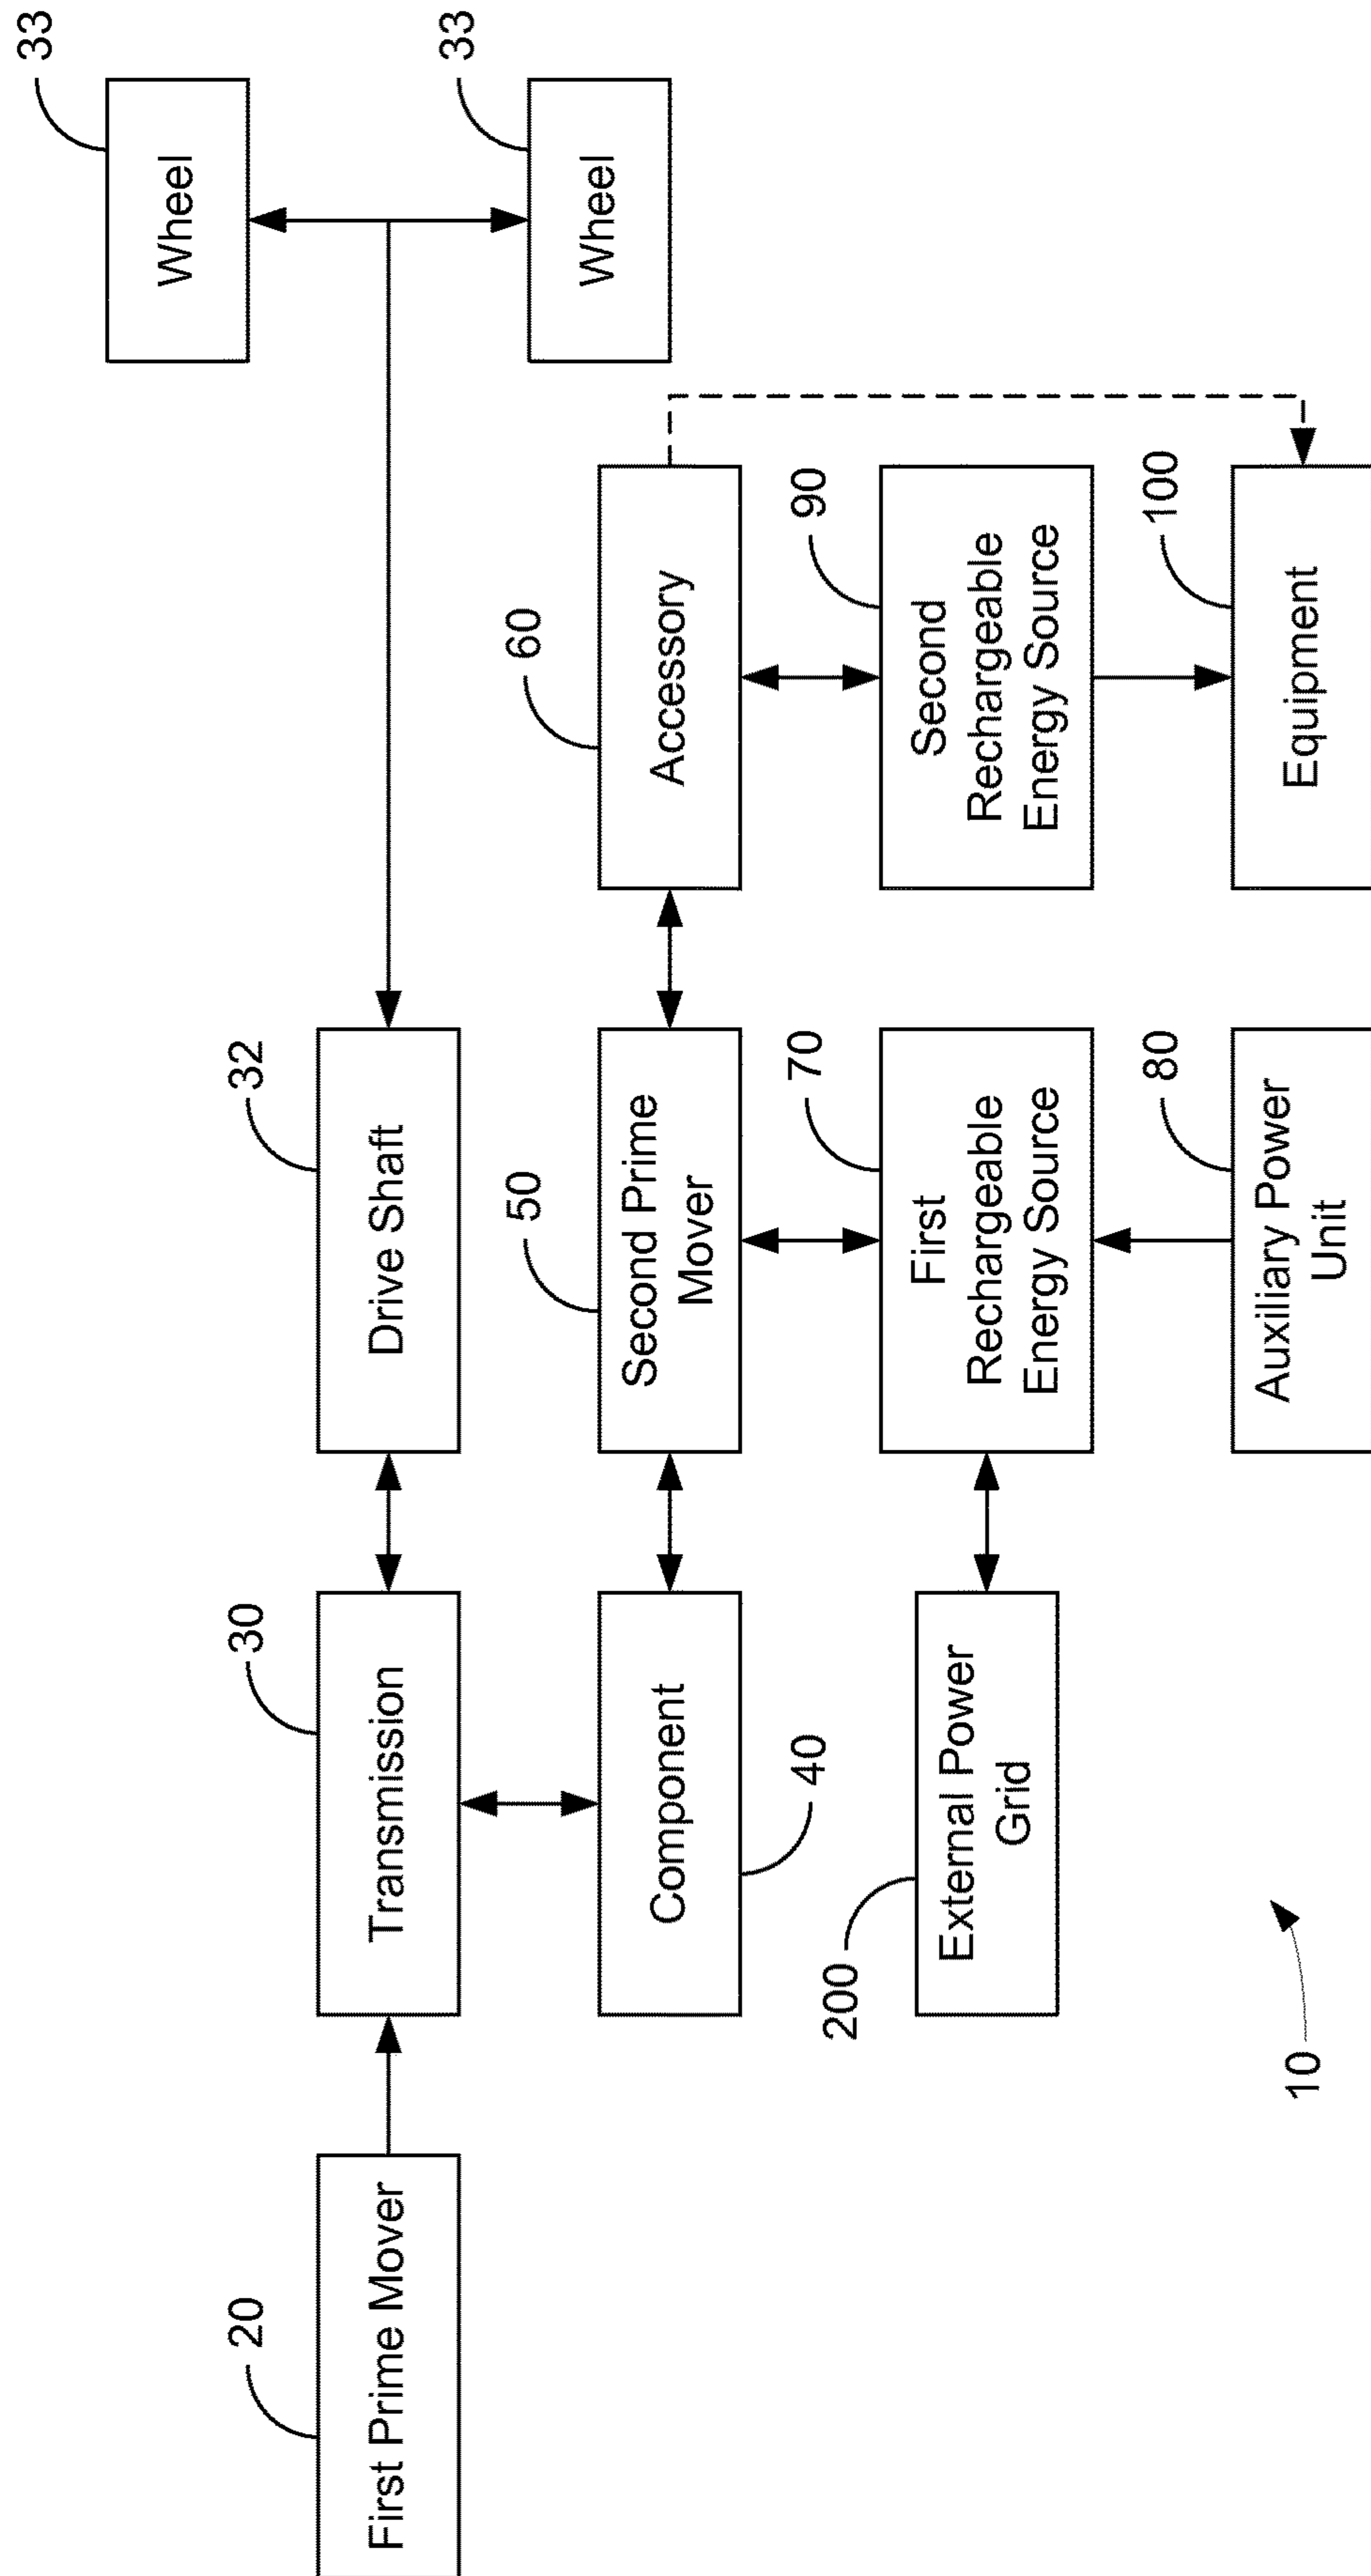 33
Wheel
33
Wheel
20
First Prime Mover
30
Transmission
32
Drive Shaft
40
Component
50
Second Prime
Mover
60
Accessory
200
External Power
Grid
70
First
Rechargeable
Energy Source
90
Second
Rechargeable
Energy Source
80
Auxiliary Power
Unit
100
Equipment
10